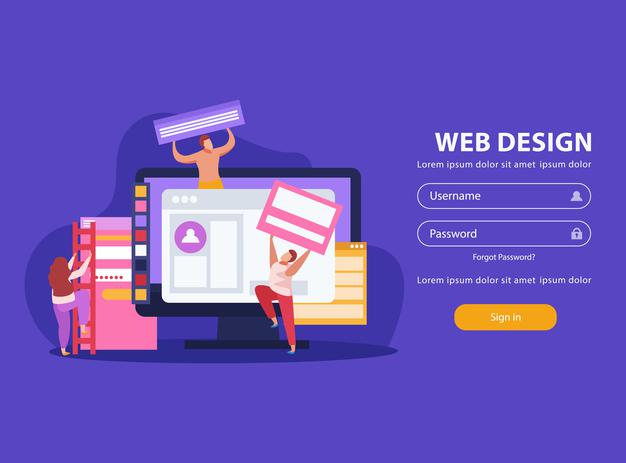 WEB DESIGN
Lorem ipsum dolor sit amet ipsum dolor
Username
Password
Forgot Password?
Lorem ipsum dolor sit amet ipsum dolor
Sign in